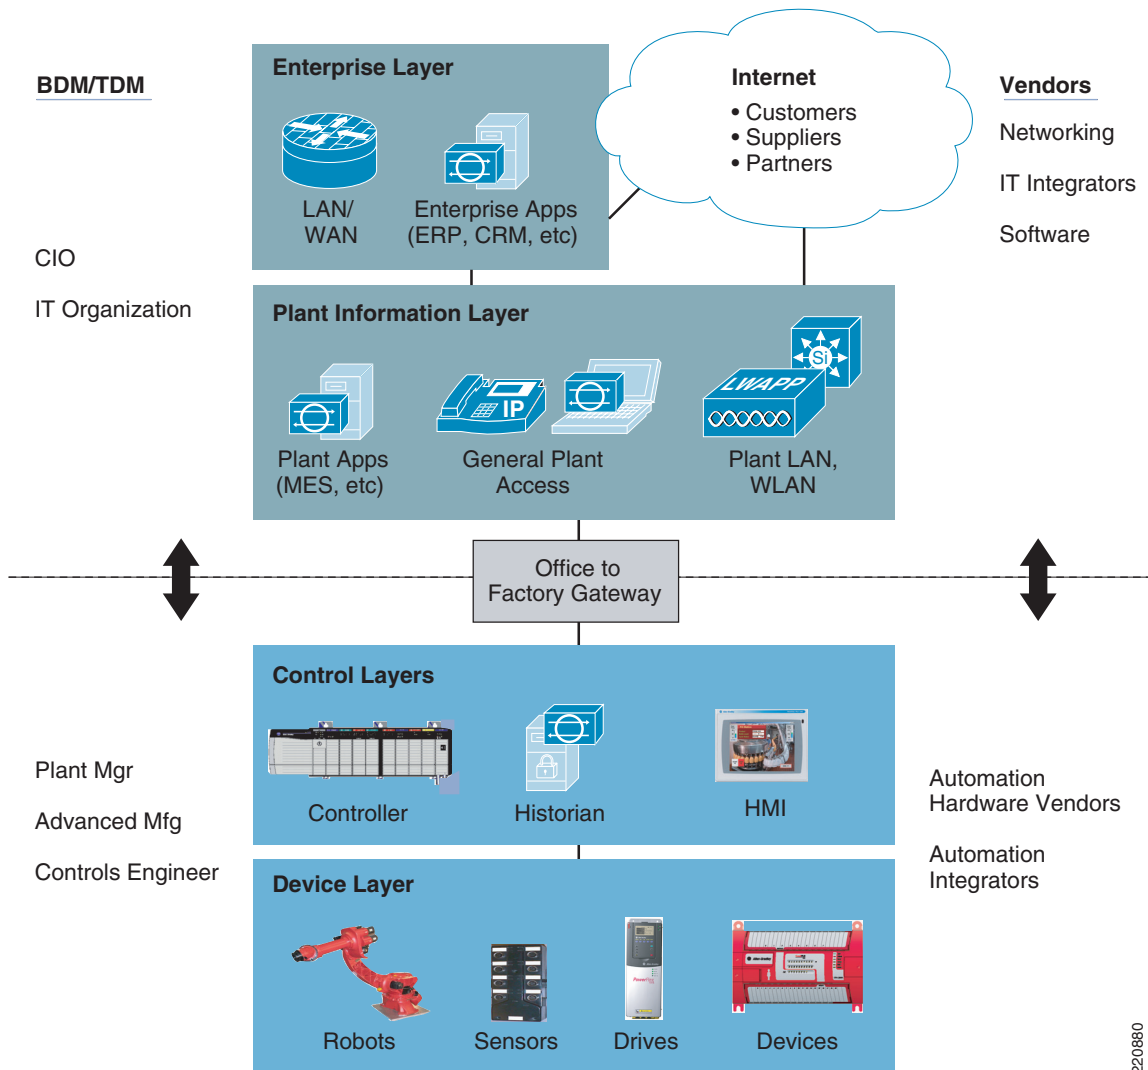 BDM/TDM
Enterprise Layer
LAN/
WAN
Enterprise Apps
(ERP, CRM, etc)
Internet
• Customers
• Suppliers
• Partners
Vendors
Networking
IT Integrators
Software
CIO
IT Organization
Plant Information Layer
Plant Apps
(MES, etc)
IP
General Plant
Access
LWAPP
Si
Plant LAN,
WLAN
Office to
Factory Gateway
Control Layers
Controller
Historian
HMI
Plant Mgr
Advanced Mfg
Controls Engineer
Automation
Hardware Vendors
Automation
Integrators
Device Layer
PowerFlex
Robots
Sensors
Drives
Devices
220880